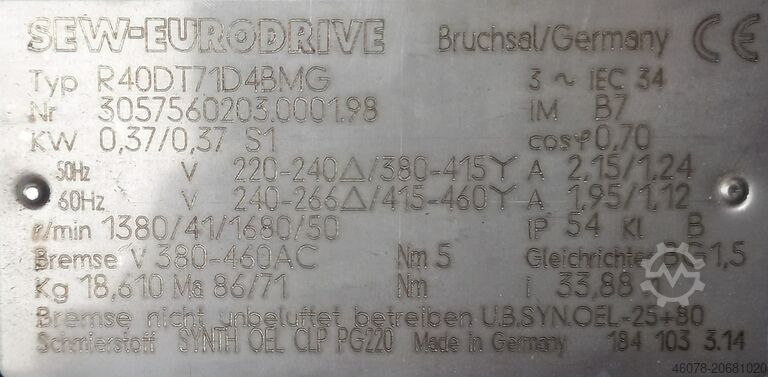 SEW-EURODRIVE Bruchsal/Germany CE
Typ R40DT71D4BMG 3 ~ IEC 34
Nr 3057560203.0001.98 IM B7
KW 0,37/0,37 S1 cosφ 0,70
50Hz V 220-240△/380-415Y A 2,15/1,24
60Hz V 240-266△/415-460Y A 1,95/1,12
r/min 1380/41/1680/50 IP 54 Kl B
Bremse V 380-460AC Nm 5 Gleichrichter BG1,5
Kg 18,610 Ma 86/71 Nm i 33,88
Bremse nicht unbelüftet betreiben U.B.SYN.OEL-25+80
Schmierstoff SYNTH OEL CLP PG220 Made in Germany 184 103 3.14
46078-20681020